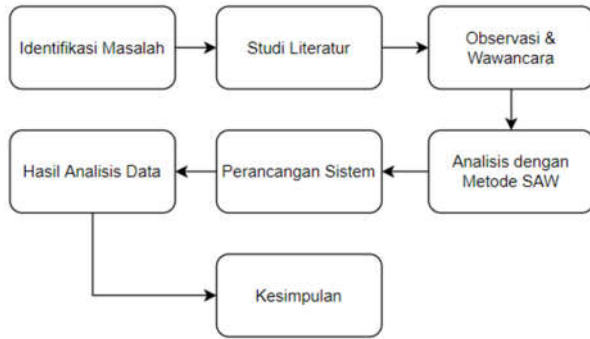 Identifikasi Masalah
Studi Literatur
Observasi &
Wawancara
Analisis dengan
Metode SAW
Perancangan Sistem
Hasil Analisis Data
Kesimpulan